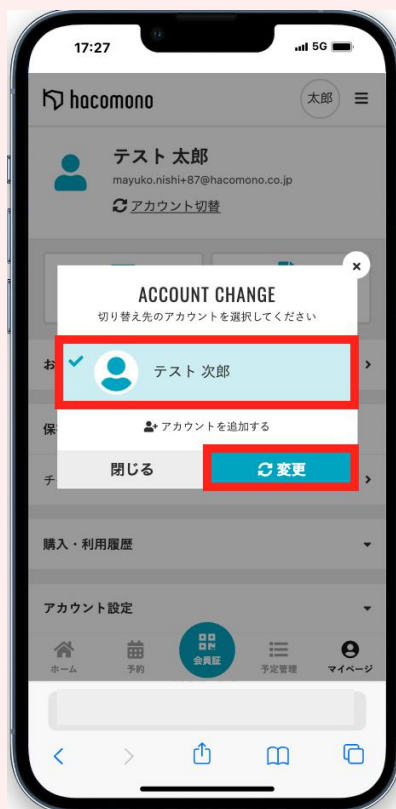 17:27
5G
hacomono
太郎
テスト 太郎
mayuko.nishi+87@hacomono.co.jp
アカウント切替
ACCOUNT CHANGE
切り替え先のアカウントを選択してください
お
テスト 次郎
保
アカウントを追加する
チ
閉じる
変更
購入・利用履歴
アカウント設定
ホーム
予約
会員証
予定管理
マイページ